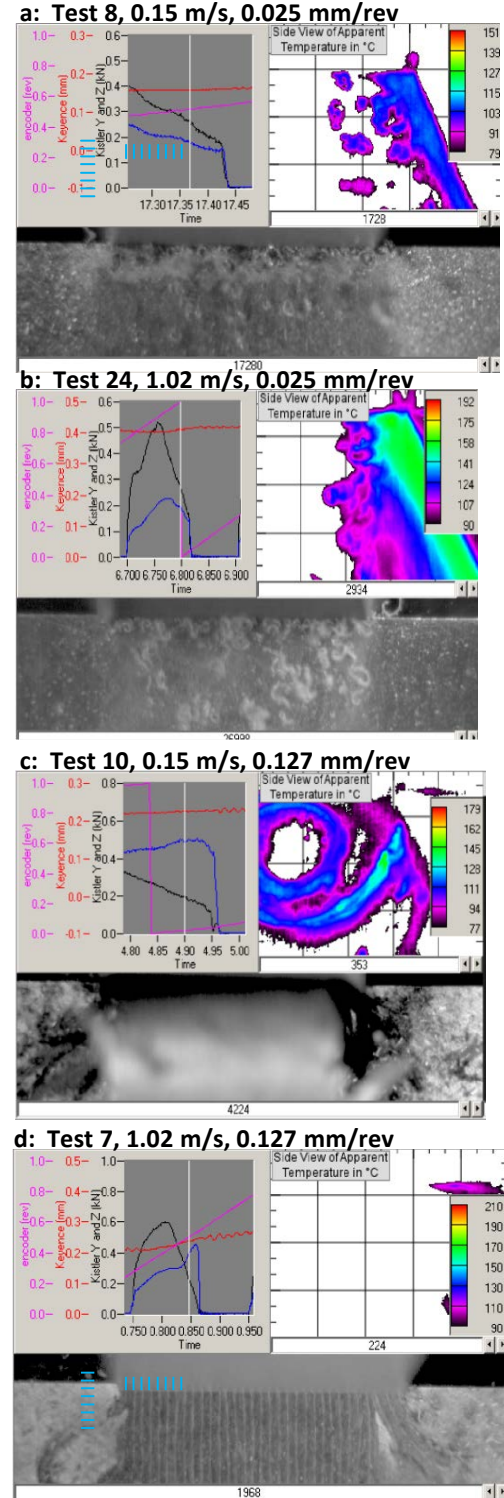 a: Test 8, 0.15 m/s, 0.025 mm/rev
Side View of Apparent
Temperature in °C
encoder (rev)
Keyence (mm)
Kistler Y and Z (kN)
1.0 0.3 0.6
0.5
0.8 0.2
0.4
0.6 0.1
0.3
0.4 0.2
0.0
0.2 0.1
0.0 -0.1 0.0
17.30 17.35 17.40 17.45
Time
151
139
127
115
103
91
79
1728
17280
b: Test 24, 1.02 m/s, 0.025 mm/rev
Side View of Apparent
Temperature in °C
encoder (rev)
Keyence (mm)
Kistler Y and Z (kN)
1.0 0.5 0.6
0.5
0.8 0.4
0.4
0.6 0.3
0.3
0.4 0.2
0.2
0.2 0.1
0.1
0.0 0.0 0.0
6.700 6.750 6.800 6.850 6.900
Time
192
175
158
141
124
107
90
2934
c: Test 10, 0.15 m/s, 0.127 mm/rev
Side View of Apparent
Temperature in °C
encoder (rev)
Keyence (mm)
Kistler Y and Z (kN)
1.0 0.3 0.8
0.8 0.2 0.6
0.6 0.1 0.4
0.4 0.0 0.2
0.2
0.0 -0.1 0.0
4.80 4.85 4.90 4.95 5.00
Time
179
162
145
128
111
94
77
353
4224
d: Test 7, 1.02 m/s, 0.127 mm/rev
Side View of Apparent
Temperature in °C
encoder (rev)
Keyence (mm)
Kistler Y and Z (kN)
1.0 0.5 1.0
0.8 0.4 0.8
0.6 0.3 0.6
0.4 0.2 0.4
0.2 0.1 0.2
0.0 0.0 0.0
0.750 0.800 0.850 0.900 0.950
Time
210
190
170
150
130
110
90
224
1968